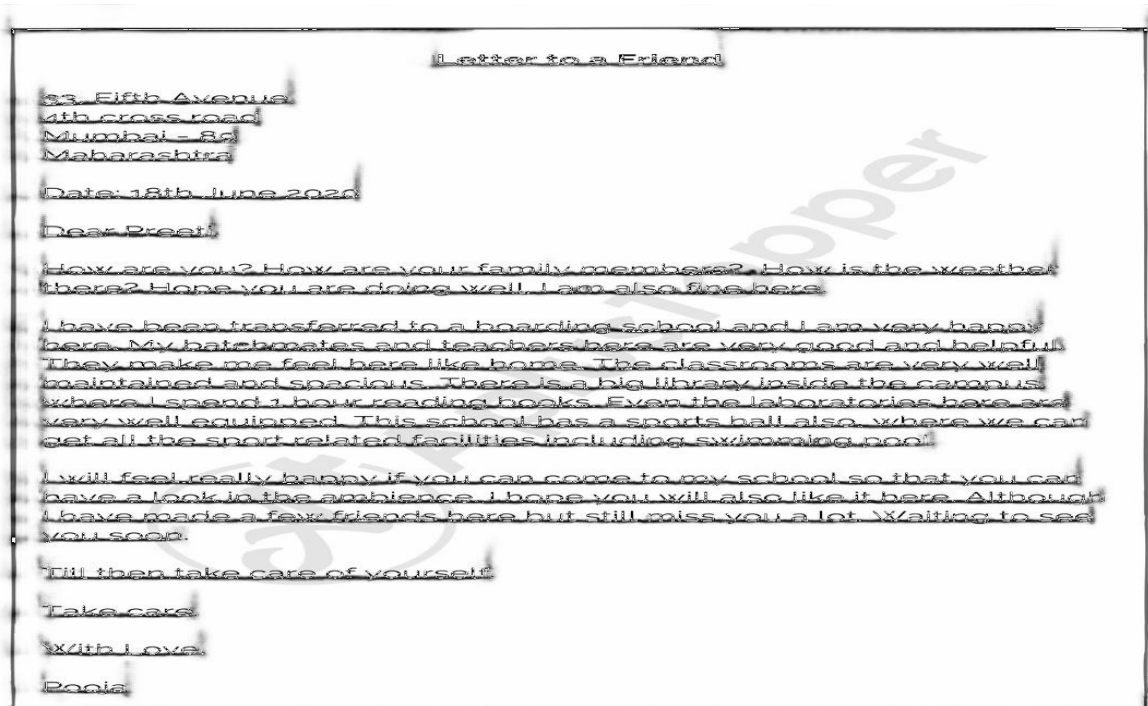 Letter to a Friend
33, Fifth Avenue,
4th cross road
Mumbai – 89
Maharashtra
Date: 18th June 2020
Dear Preeti,
How are you? How are your family members? How is the weather
there? Hope you are doing well. I am also fine here.
I have been transferred to a boarding school and I am very happy
here. My batchmates and teachers here are very good and helpful.
They make me feel here like home. The classrooms are very well
maintained and spacious. There is a big library inside the campus
where I spend 1 hour reading books. Even the laboratories here are
very well equipped. This school has a sports hall also, where we can
get all the sport related facilities including swimming pool.
I will feel really happy if you can come to my school so that you can
have a look in the ambience. I hope you will also like it here. Although
I have made a few friends here but still miss you a lot. Waiting to see
you soon.
Till then take care of yourself.
Take care.
With Love,
Pooja